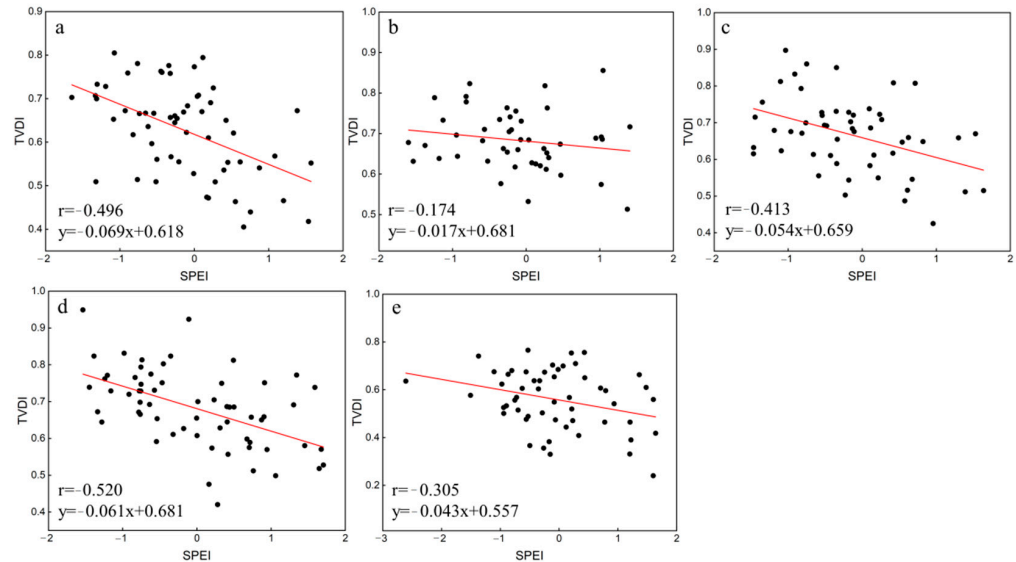 a
0.9
0.8
0.7
0.6
0.5
0.4
TVDI
r=-0.496
y=-0.069x+0.618
−2 −1 0 1 2
SPEI
b
1.0
0.9
0.8
0.7
0.6
0.5
TVDI
r=-0.174
y=-0.017x+0.681
−2 −1 0 1 2
SPEI
c
1.0
0.9
0.8
0.7
0.6
0.5
0.4
TVDI
r=-0.413
y=-0.054x+0.659
−2 −1 0 1 2
SPEI
d
1.0
0.9
0.8
0.7
0.6
0.5
0.4
TVDI
r=-0.520
y=-0.061x+0.681
−2 −1 0 1 2
SPEI
e
1.0
0.8
0.6
0.4
0.2
TVDI
r=-0.305
y=-0.043x+0.557
−3 −2 −1 0 1 2
SPEI